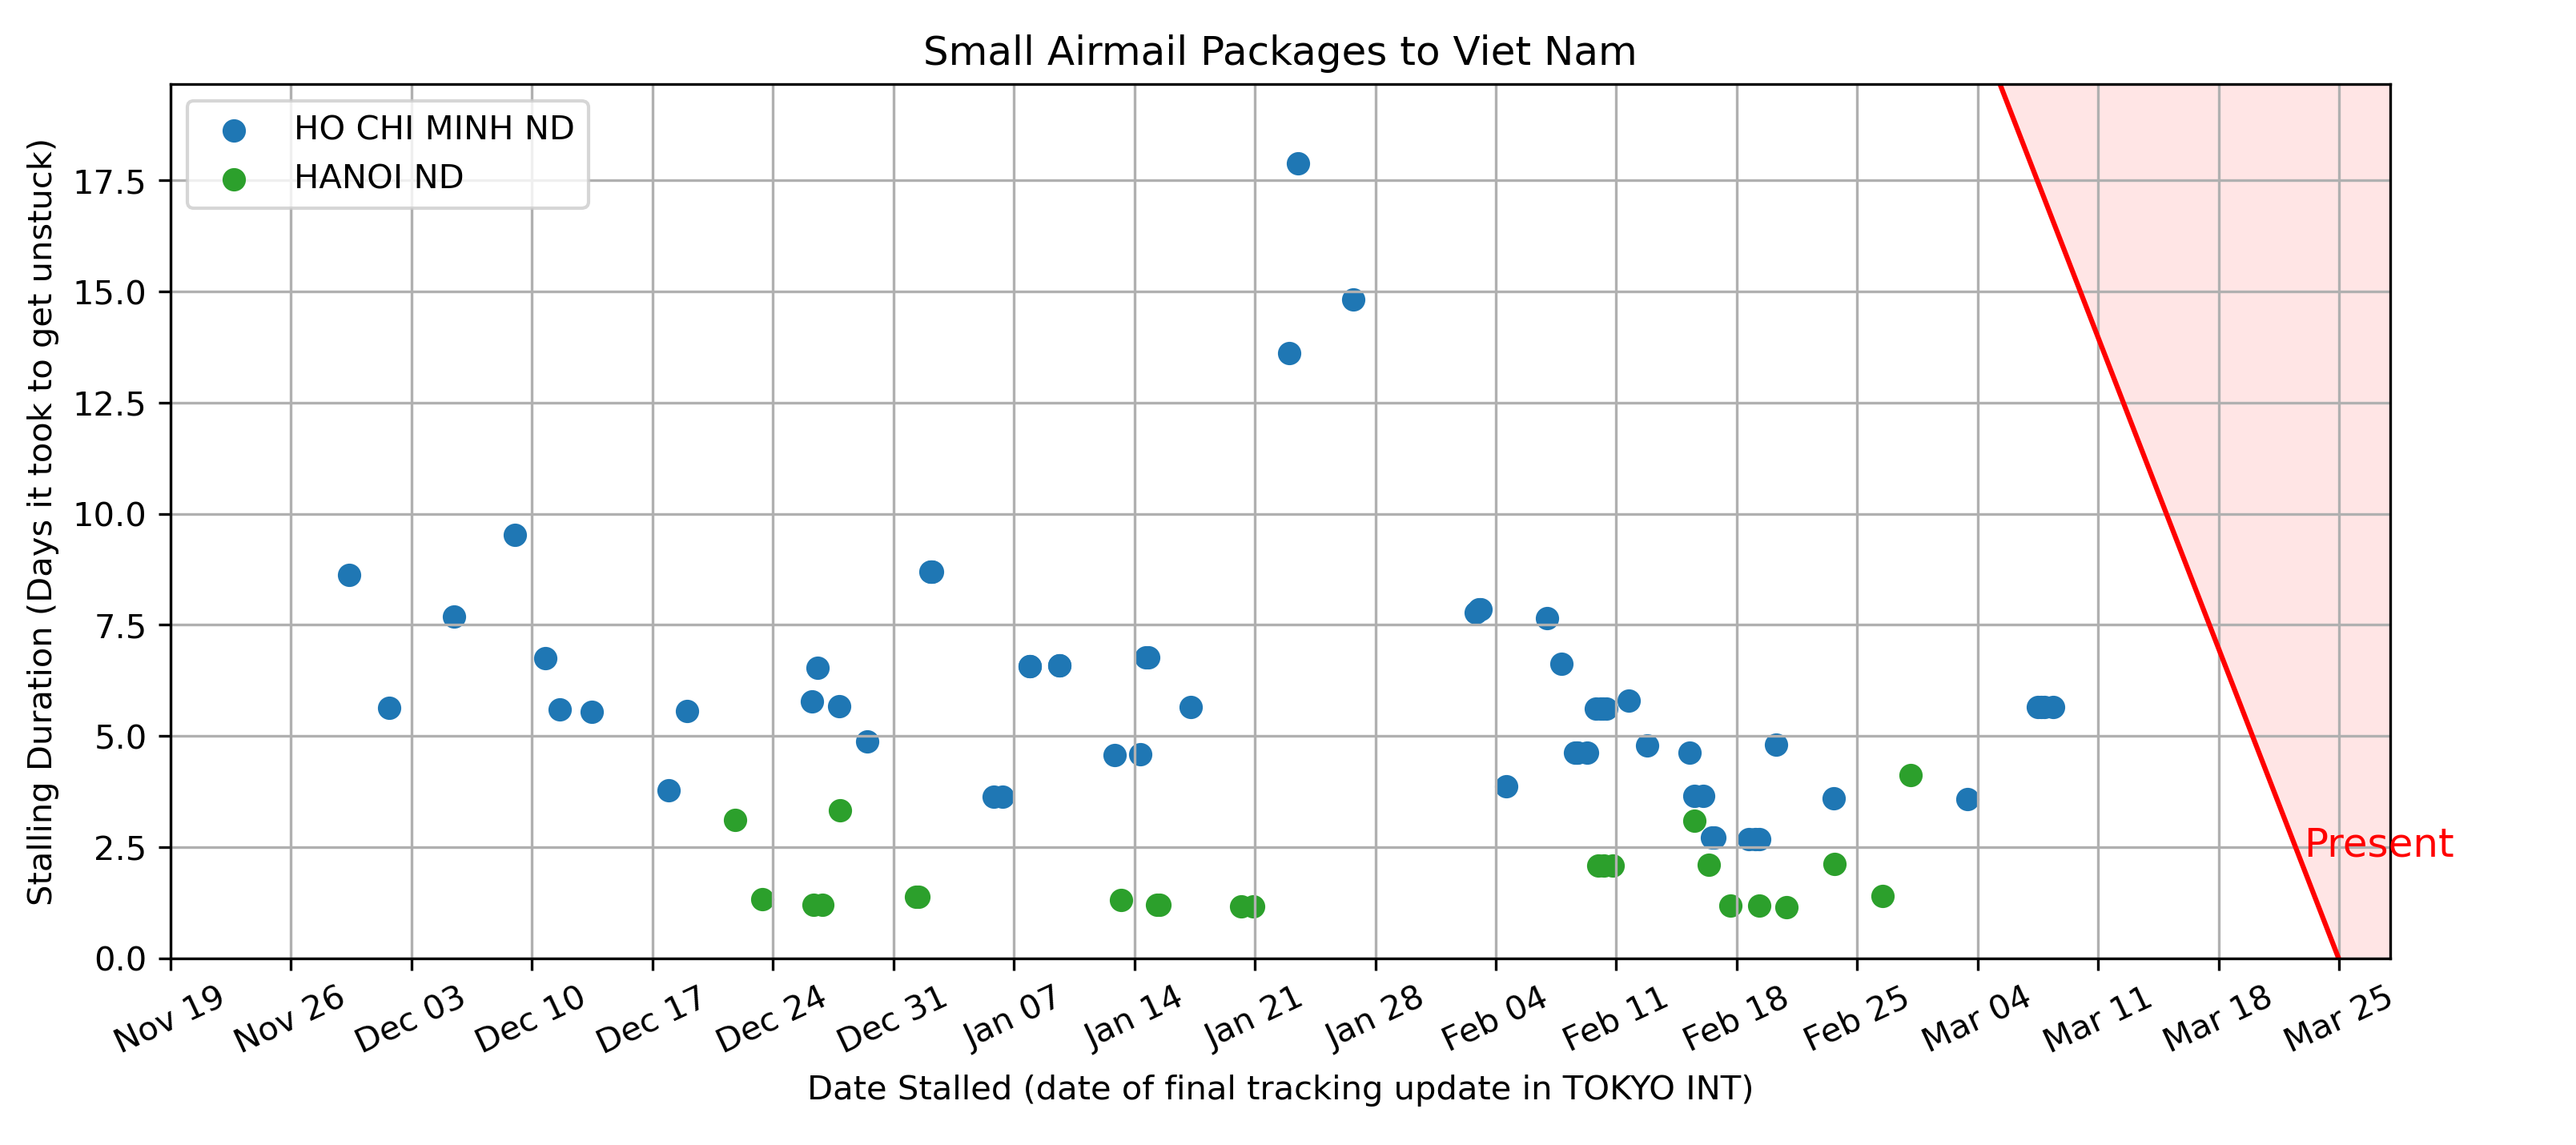 Small Airmail Packages to Viet Nam
HO CHI MINH ND
HANOI ND
Stalling Duration (Days it took to get unstuck)
17.5
15.0
12.5
10.0
7.5
5.0
2.5
0.0
Present
Nov 19
Nov 26
Dec 03
Dec 10
Dec 17
Dec 24
Dec 31
Jan 07
Jan 14
Jan 21
Jan 28
Feb 04
Feb 11
Feb 18
Feb 25
Mar 04
Mar 11
Mar 18
Mar 25
Date Stalled (date of final tracking update in TOKYO INT)